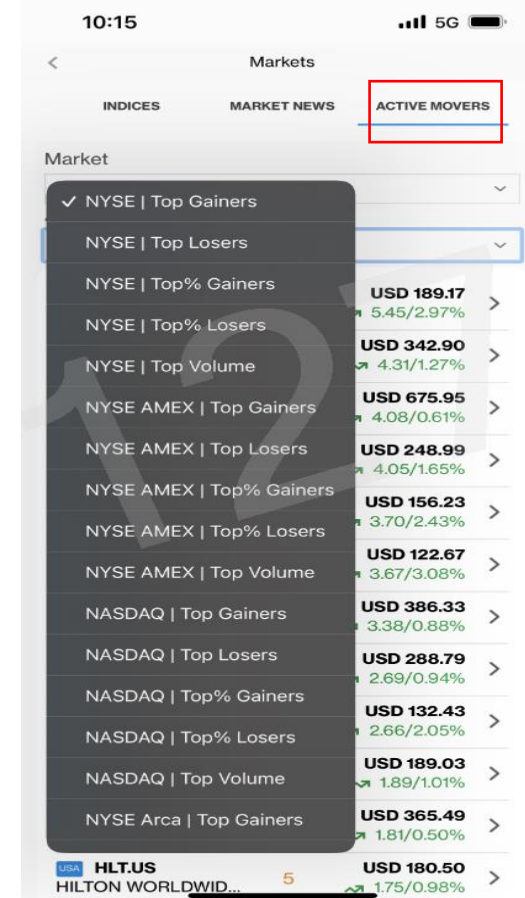 10:15
5G
Markets
INDICES MARKET NEWS ACTIVE MOVERS
Market
✓ NYSE | Top Gainers
NYSE | Top Losers
NYSE | Top% Gainers
NYSE | Top% Losers
NYSE | Top Volume
NYSE AMEX | Top Gainers
NYSE AMEX | Top Losers
NYSE AMEX | Top% Gainers
NYSE AMEX | Top% Losers
NYSE AMEX | Top Volume
NASDAQ | Top Gainers
NASDAQ | Top Losers
NASDAQ | Top% Gainers
NASDAQ | Top% Losers
NASDAQ | Top Volume
NYSE Arca | Top Gainers
USD 189.17
5.45/2.97%
USD 342.90
4.31/1.27%
USD 675.95
4.08/0.61%
USD 248.99
4.05/1.65%
USD 156.23
3.70/2.43%
USD 122.67
3.67/3.08%
USD 386.33
3.38/0.88%
USD 288.79
2.69/0.94%
USD 132.43
2.66/2.05%
USD 189.03
1.89/1.01%
USD 365.49
1.81/0.50%
USA HLT.US USD 180.50
HILTON WORLDWID... 5 1.75/0.98%
127